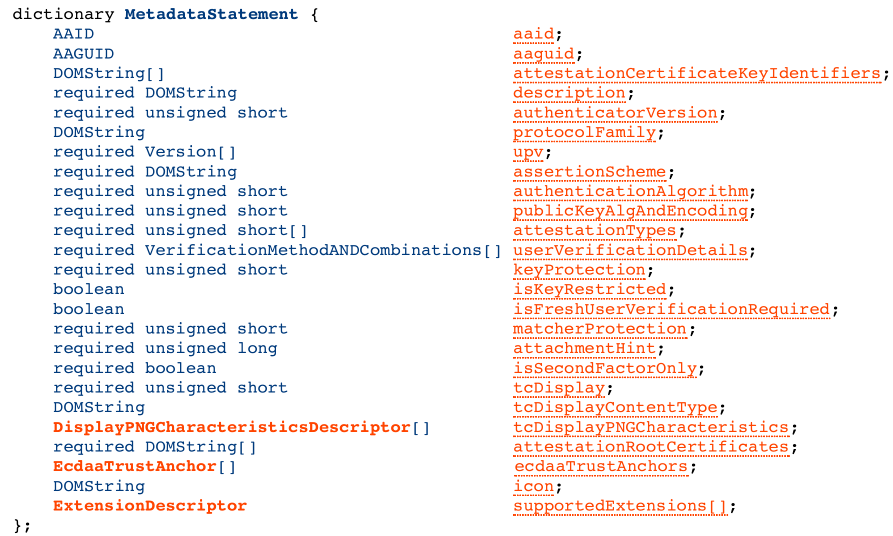 dictionary MetadataStatement {
AAID aaid;
AAGUID aaguid;
DOMString[] attestationCertificateKeyIdentifiers;
required DOMString description;
required unsigned short authenticatorVersion;
DOMString protocolFamily;
required Version[] upv;
required DOMString assertionScheme;
required unsigned short authenticationAlgorithm;
required unsigned short publicKeyAlgAndEncoding;
required unsigned short[] attestationTypes;
required VerificationMethodANDCombinations[] userVerificationDetails;
required unsigned short keyProtection;
boolean isKeyRestricted;
boolean isFreshUserVerificationRequired;
required unsigned short matcherProtection;
required unsigned long attachmentHint;
required boolean isSecondFactorOnly;
required unsigned short tcDisplay;
DOMString tcDisplayContentType;
DisplayPNGCharacteristicsDescriptor[] tcDisplayPNGCharacteristics;
required DOMString[] attestationRootCertificates;
EcdaaTrustAnchor[] ecdaaTrustAnchors;
DOMString icon;
ExtensionDescriptor supportedExtensions[];
};